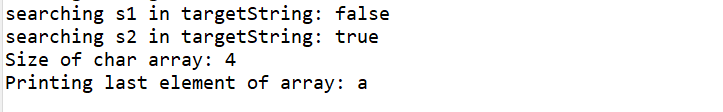 searching s1 in targetString: false
searching s2 in targetString: true
Size of char array: 4
Printing last element of array: a